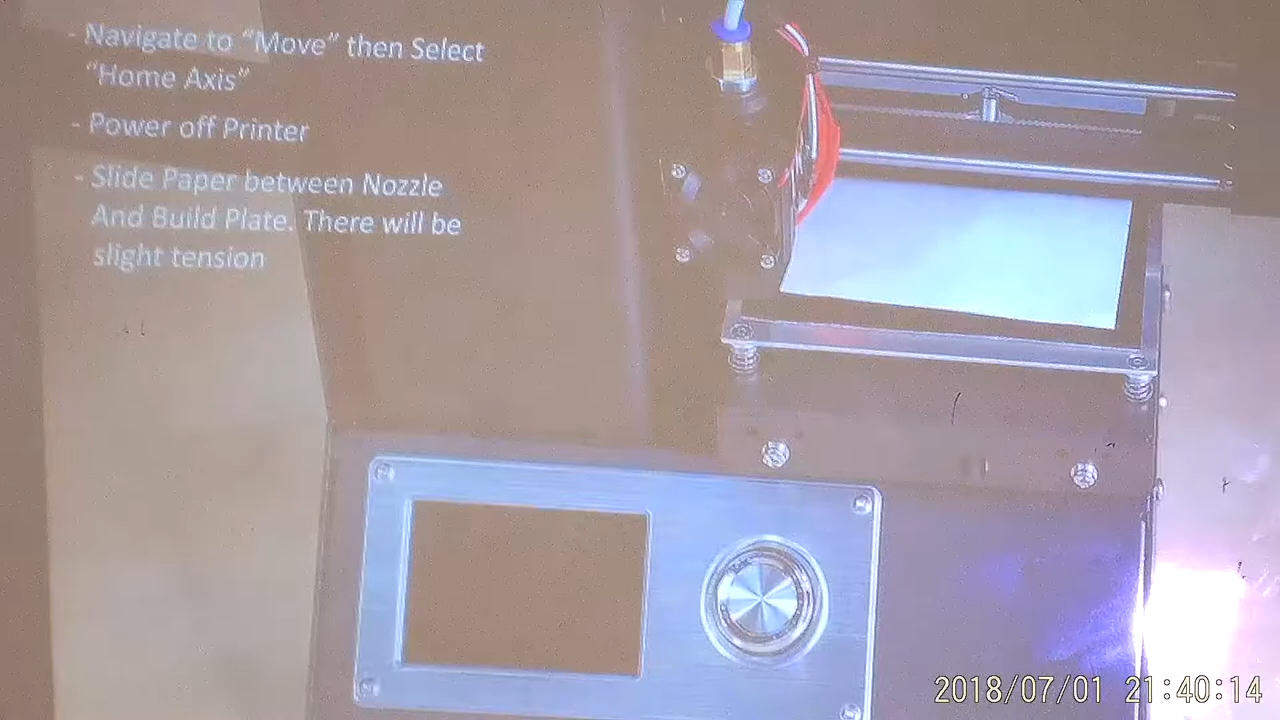 - Navigate to “Move” then Select
“Home Axis”
- Power off Printer
- Slide Paper between Nozzle
And Build Plate. There will be
slight tension
2018/07/01 21:40:14